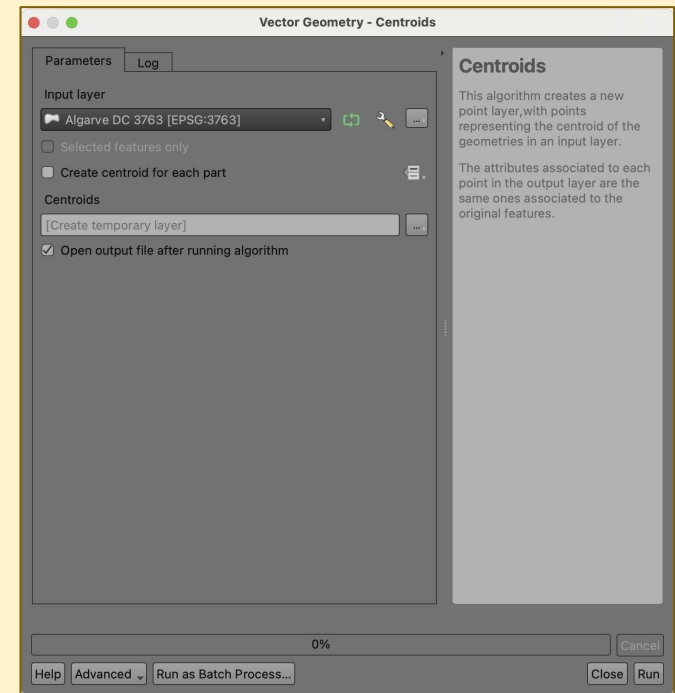 Vector Geometry - Centroids
Parameters
Log
Input layer
Algarve DC 3763 [EPSG:3763]
...
Selected features only
Create centroid for each part
Centroids
[Create temporary layer]
...
Open output file after running algorithm
Centroids
This algorithm creates a new
point layer,with points
representing the centroid of the
geometries in an input layer.
The attributes associated to each
point in the output layer are the
same ones associated to the
original features.
0%
Cancel
Help
Advanced
Run as Batch Process...
Close
Run